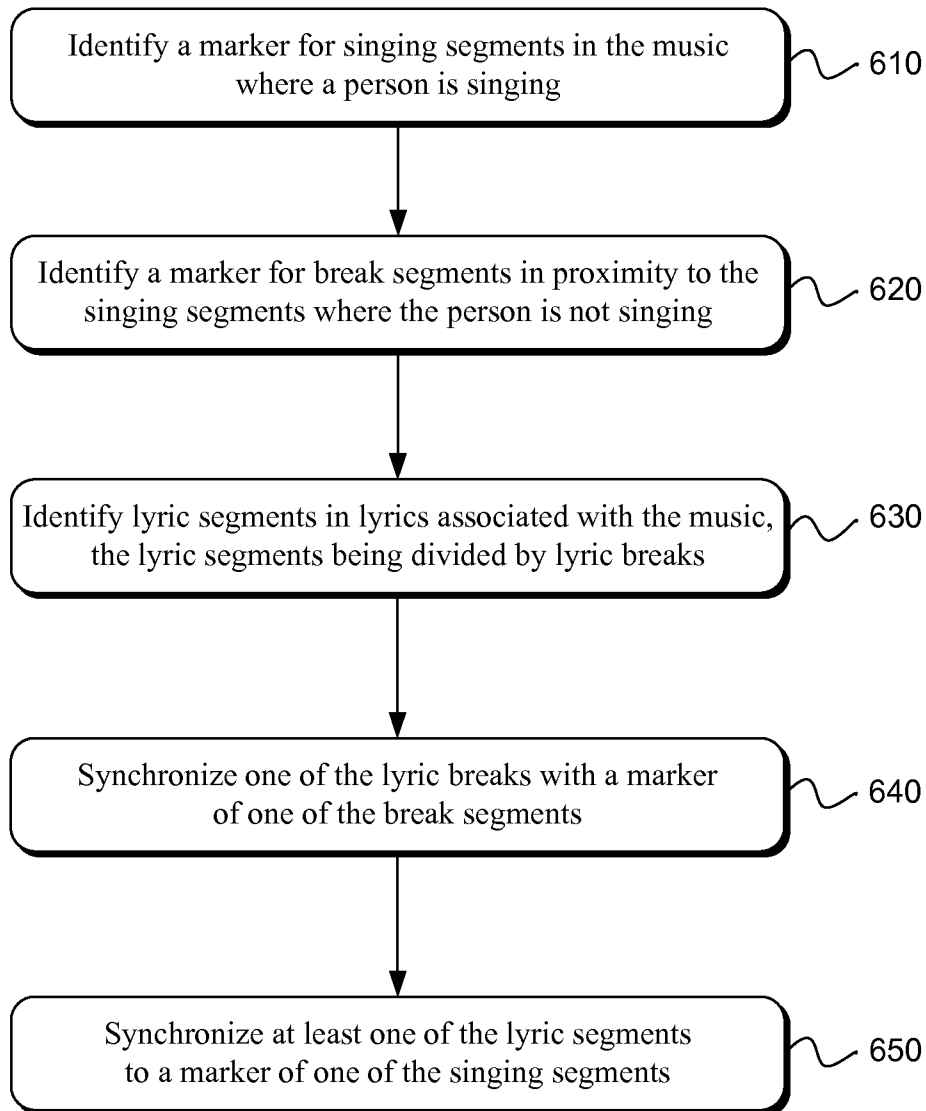 Identify a marker for singing segments in the music
where a person is singing
610
Identify a marker for break segments in proximity to the
singing segments where the person is not singing
620
Identify lyric segments in lyrics associated with the music,
the lyric segments being divided by lyric breaks
630
Synchronize one of the lyric breaks with a marker
of one of the break segments
640
Synchronize at least one of the lyric segments
to a marker of one of the singing segments
650